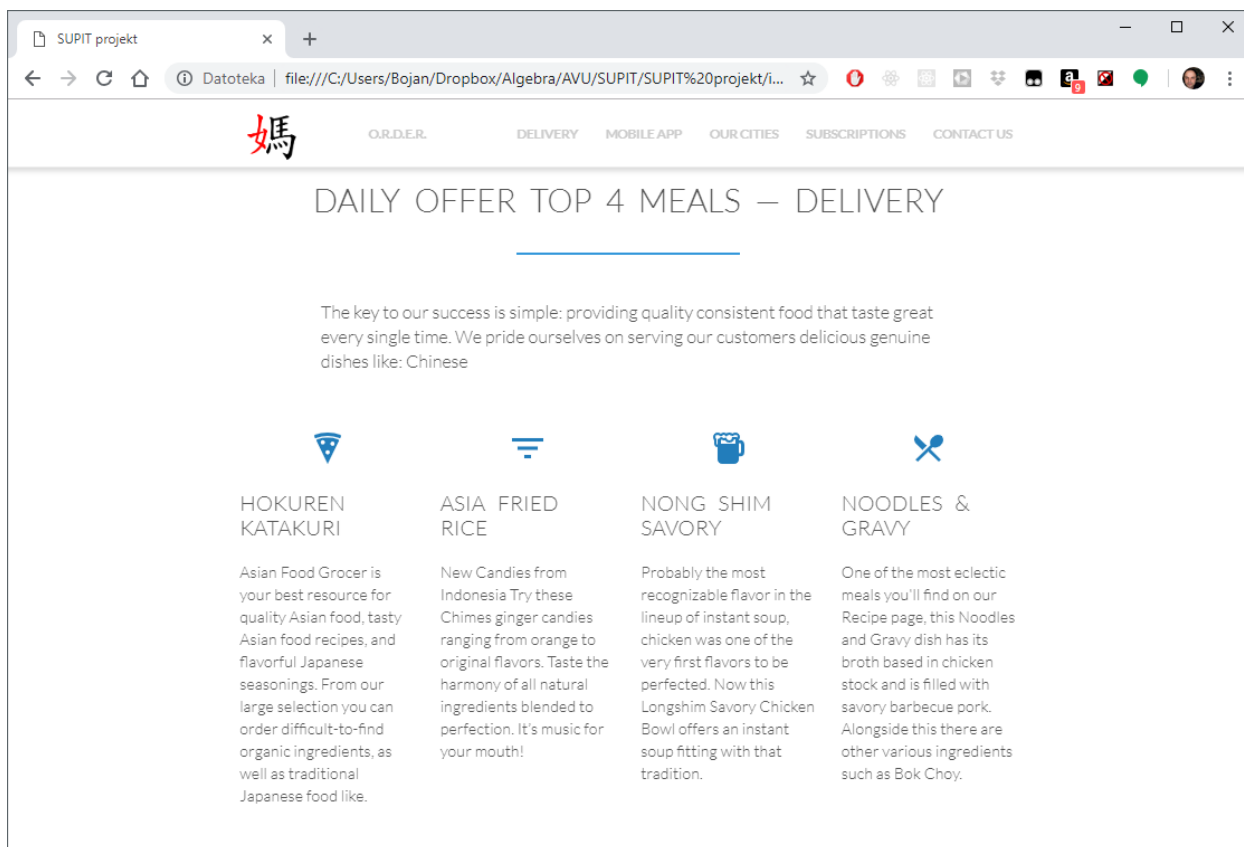 SUPIT projekt
Datoteka | file:///C:/Users/Bojan/Dropbox/Algebra/AVU/SUPIT/SUPIT%20projekt/i...
9
媽 O.R.D.E.R. DELIVERY MOBILE APP OUR CITIES SUBSCRIPTIONS CONTACT US
DAILY OFFER TOP 4 MEALS — DELIVERY
The key to our success is simple: providing quality consistent food that taste great
every single time. We pride ourselves on serving our customers delicious genuine
dishes like: Chinese
HOKUREN
KATAKURI
Asian Food Grocer is
your best resource for
quality Asian food, tasty
Asian food recipes, and
flavorful Japanese
seasonings. From our
large selection you can
order difficult-to-find
organic ingredients, as
well as traditional
Japanese food like.
ASIA FRIED
RICE
New Candies from
Indonesia Try these
Chimes ginger candies
ranging from orange to
original flavors. Taste the
harmony of all natural
ingredients blended to
perfection. It's music for
your mouth!
NONG SHIM
SAVORY
Probably the most
recognizable flavor in the
lineup of instant soup,
chicken was one of the
very first flavors to be
perfected. Now this
Longshim Savory Chicken
Bowl offers an instant
soup fitting with that
tradition.
NOODLES &
GRAVY
One of the most eclectic
meals you'll find on our
Recipe page, this Noodles
and Gravy dish has its
broth based in chicken
stock and is filled with
savory barbecue pork.
Alongside this there are
other various ingredients
such as Bok Choy.